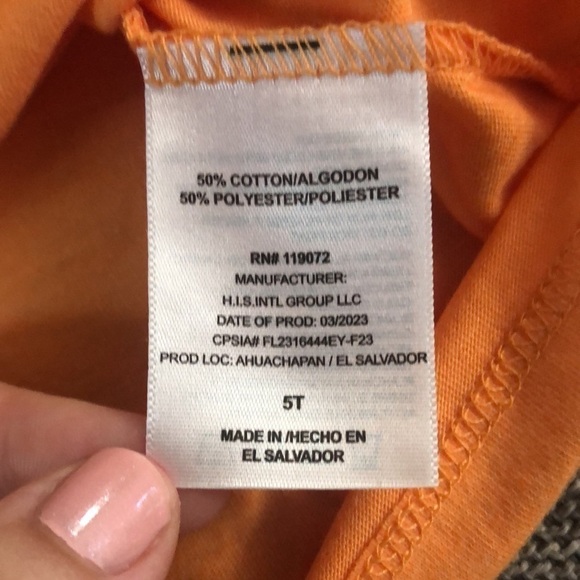 50% COTTON/ALGODON
50% POLYESTER/POLIESTER
RN# 119072
MANUFACTURER:
H.I.S.INTL GROUP LLC
DATE OF PROD: 03/2023
CPSIA# FL2316444EY-F23
PROD LOC: AHUACHAPAN / EL SALVADOR
5T
MADE IN /HECHO EN
EL SALVADOR